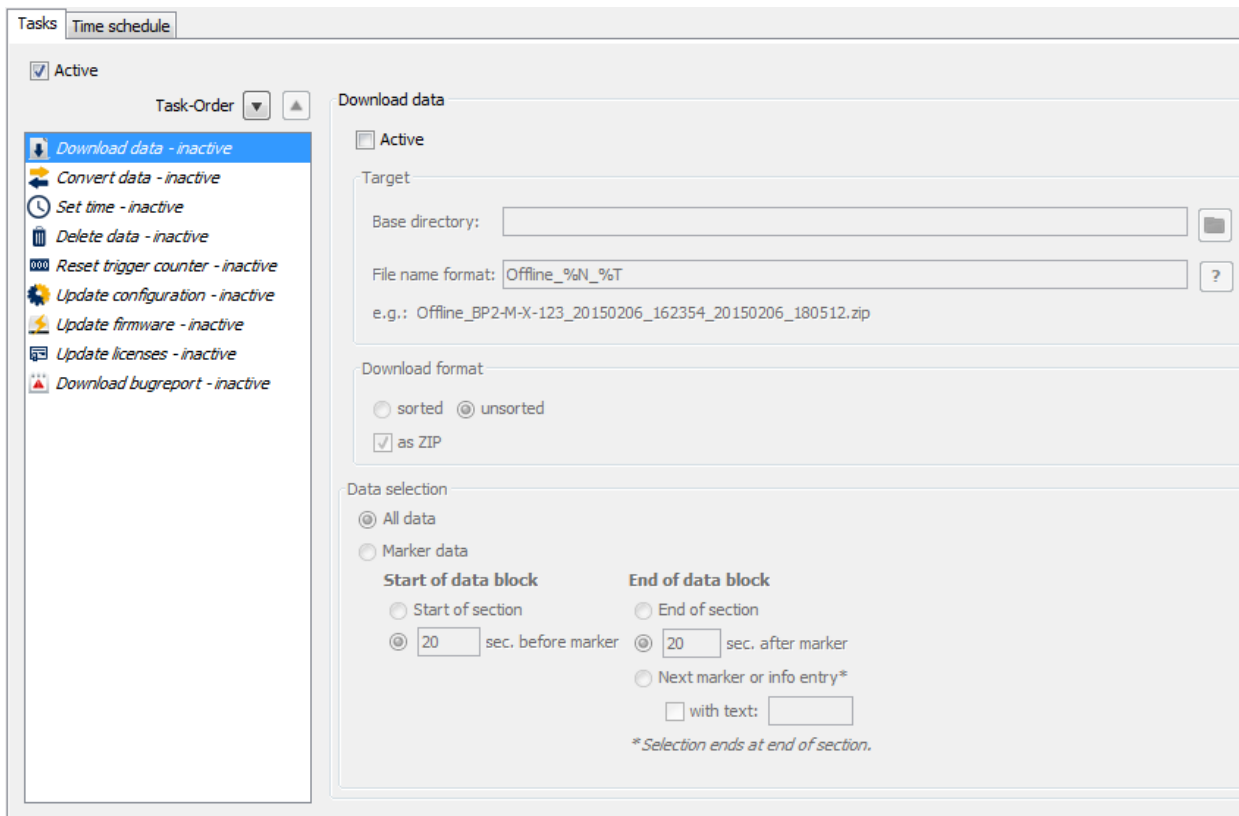 Tasks Time schedule
Active
Task-Order
Download data - inactive
Convert data - inactive
Set time - inactive
Delete data - inactive
000 Reset trigger counter - inactive
Update configuration - inactive
Update firmware - inactive
Update licenses - inactive
Download bugreport - inactive
Download data
Active
Target
Base directory:
File name format: Offline_%N_%T ?
e.g.: Offline_BP2-M-X-123_20150206_162354_20150206_180512.zip
Download format
sorted unsorted
as ZIP
Data selection
All data
Marker data
Start of data block End of data block
Start of section End of section
20 sec. before marker 20 sec. after marker
Next marker or info entry*
with text:
*Selection ends at end of section.